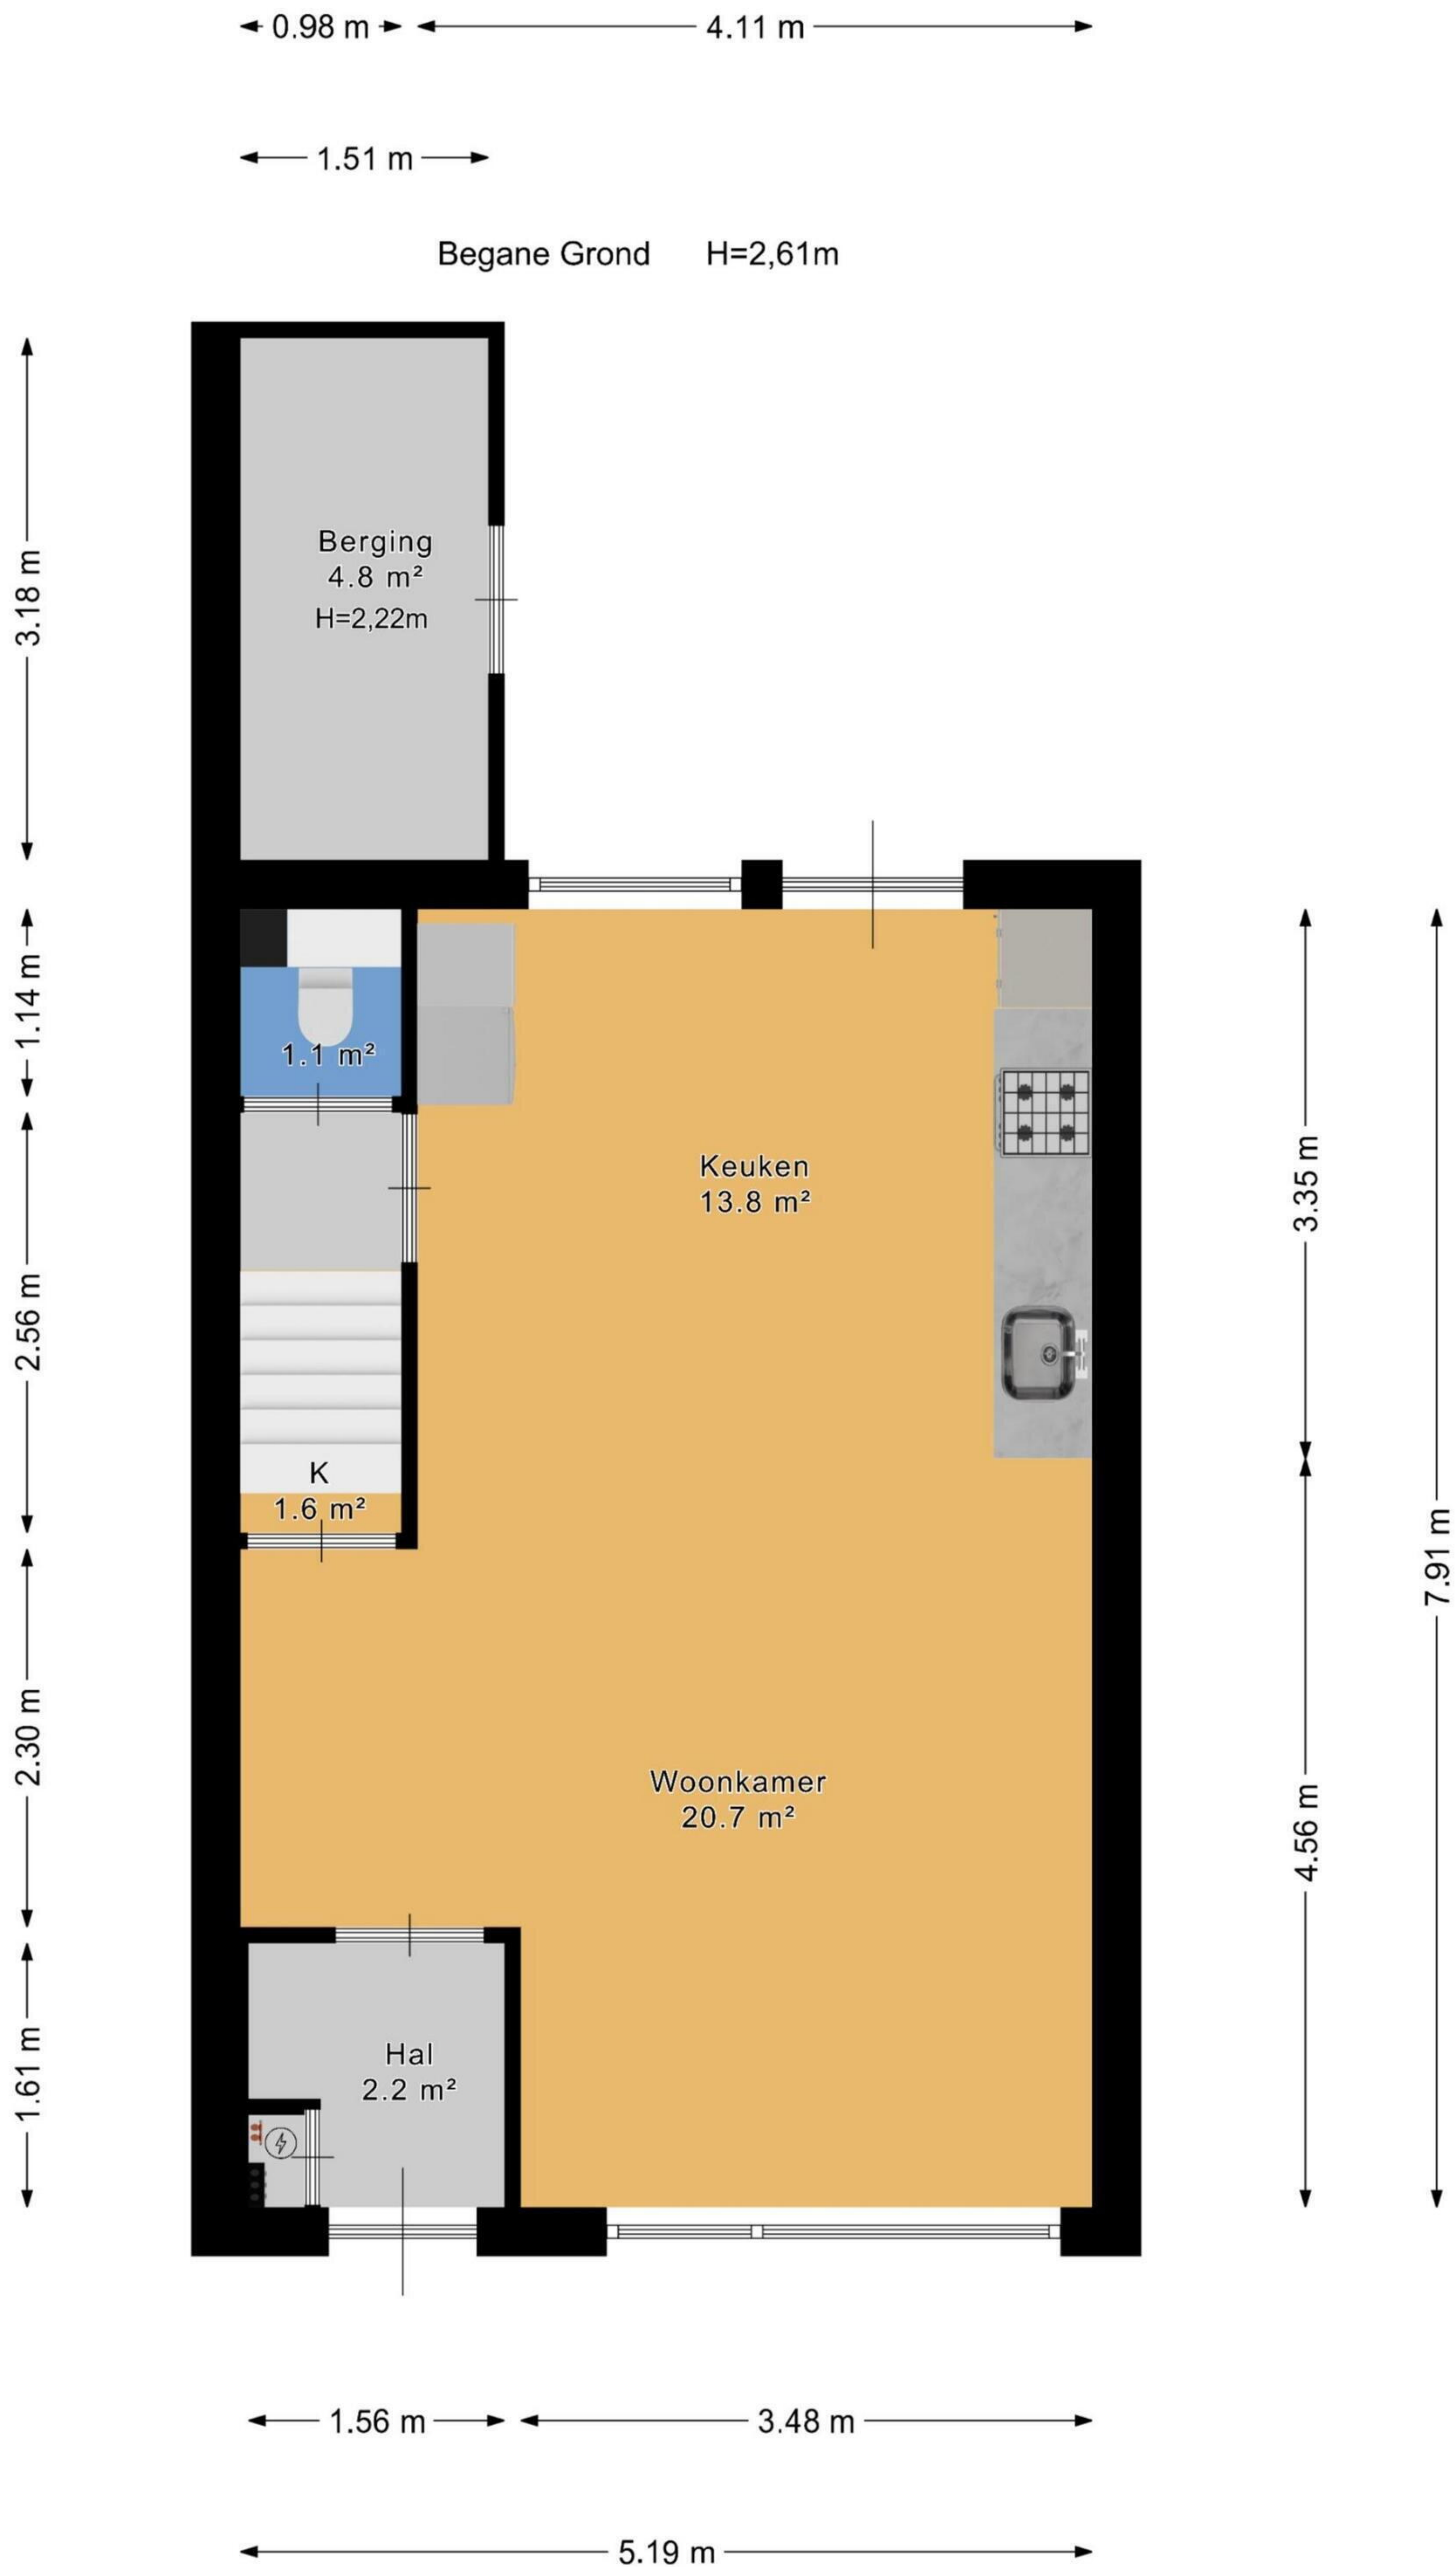 0.98 m
4.11 m
1.51 m
Begane Grond H=2,61m
3.18 m
Berging
4.8 m²
H=2,22m
1.14 m
1.1 m²
Keuken
13.8 m²
3.35 m
2.56 m
K
1.6 m²
7.91 m
2.30 m
Woonkamer
20.7 m²
4.56 m
1.61 m
Hal
2.2 m²
1.56 m
3.48 m
5.19 m